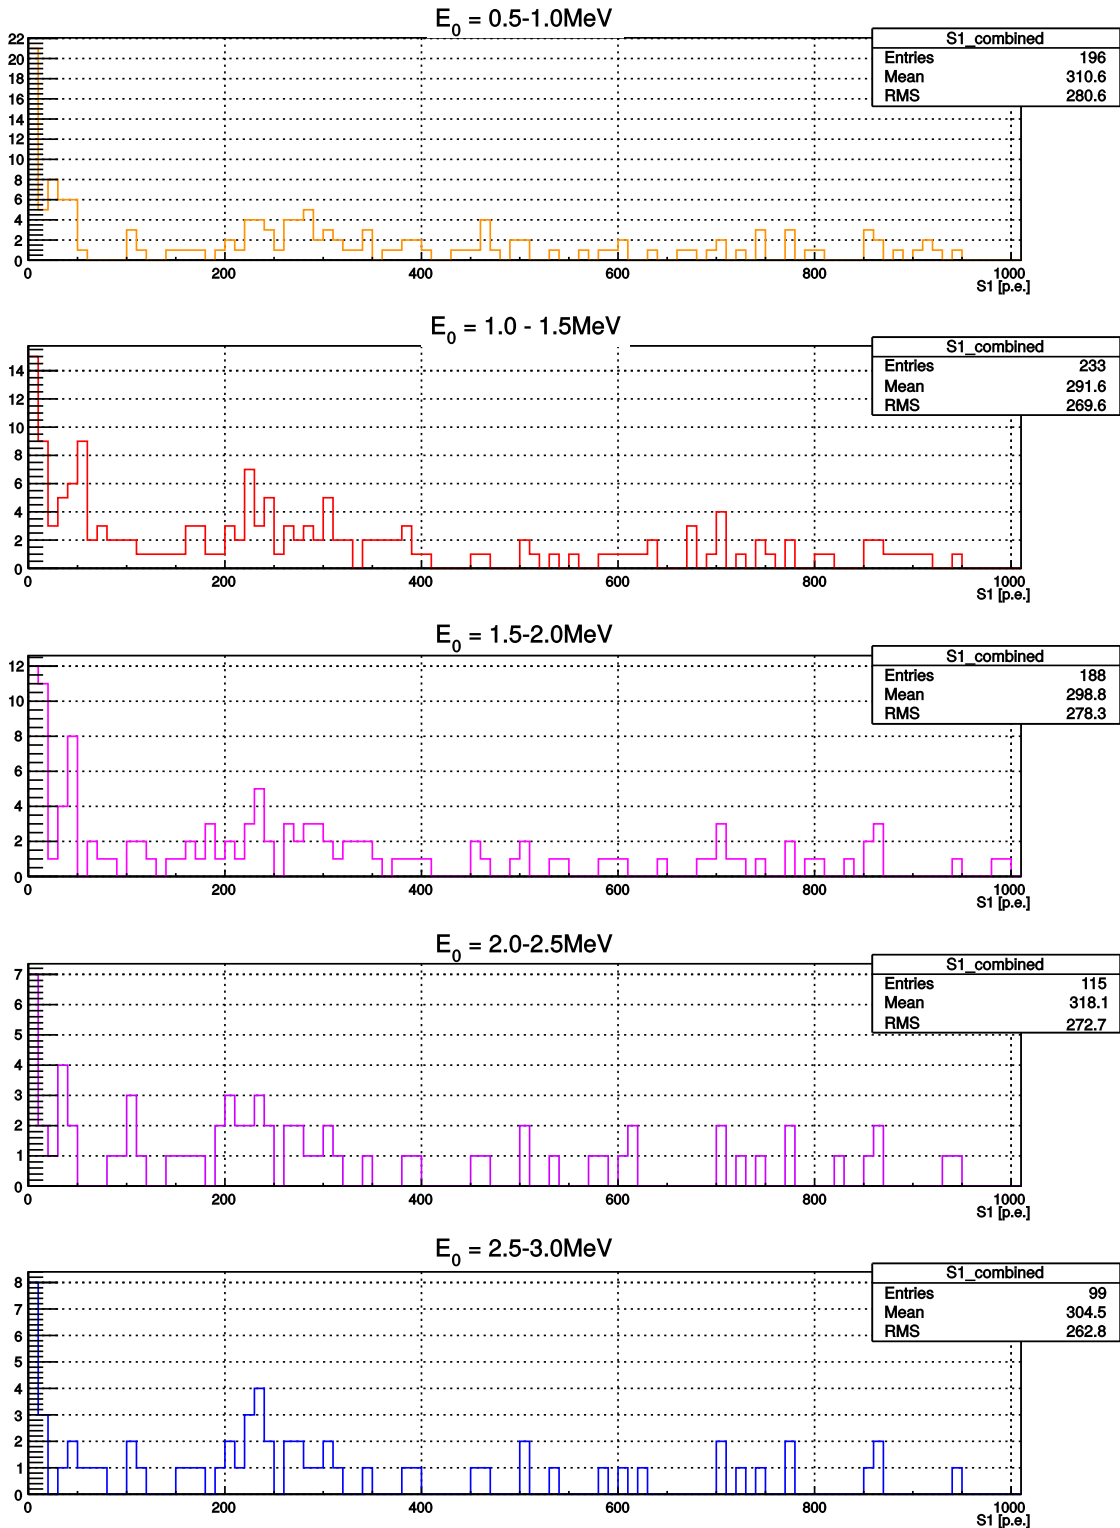 E0 = 0.5-1.0MeV
S1_combined
Entries 196
Mean 310.6
RMS 280.6
22
20
18
16
14
12
10
8
6
4
2
0
0 200 400 600 800 1000
S1 [p.e.]
E0 = 1.0 - 1.5MeV
S1_combined
Entries 233
Mean 291.6
RMS 269.6
14
12
10
8
6
4
2
0
0 200 400 600 800 1000
S1 [p.e.]
E0 = 1.5-2.0MeV
S1_combined
Entries 188
Mean 298.8
RMS 278.3
12
10
8
6
4
2
0
0 200 400 600 800 1000
S1 [p.e.]
E0 = 2.0-2.5MeV
S1_combined
Entries 115
Mean 318.1
RMS 272.7
7
6
5
4
3
2
1
0
0 200 400 600 800 1000
S1 [p.e.]
E0 = 2.5-3.0MeV
S1_combined
Entries 99
Mean 304.5
RMS 262.8
8
7
6
5
4
3
2
1
0
0 200 400 600 800 1000
S1 [p.e.]